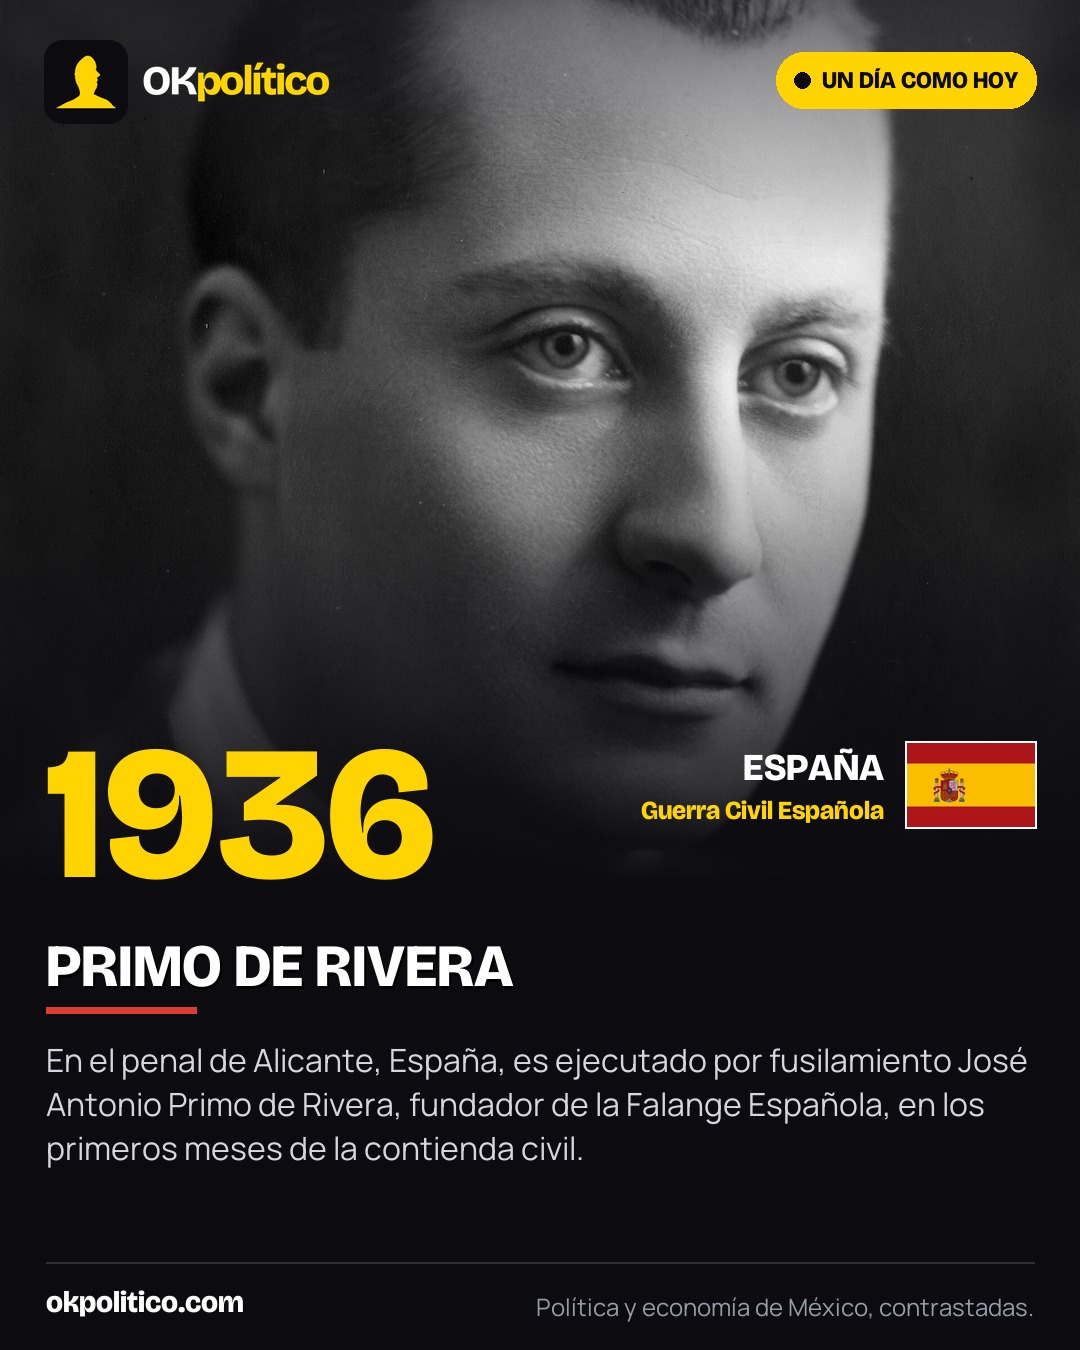 OKpolítico
UN DÍA COMO HOY
1936
ESPAÑA
Guerra Civil Española
PRIMO DE RIVERA
En el penal de Alicante, España, es ejecutado por fusilamiento José
Antonio Primo de Rivera, fundador de la Falange Española, en los
primeros meses de la contienda civil.
okpolitico.com
Política y economía de México, contrastadas.